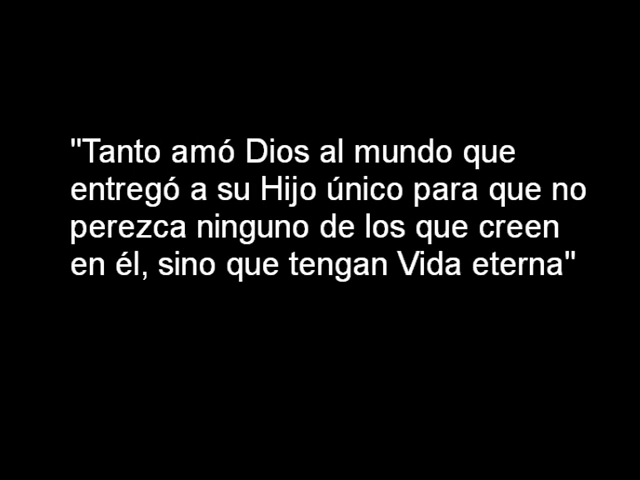 "Tanto amó Dios al mundo que
entregó a su Hijo único para que no
perezca ninguno de los que creen
en él, sino que tengan Vida eterna"